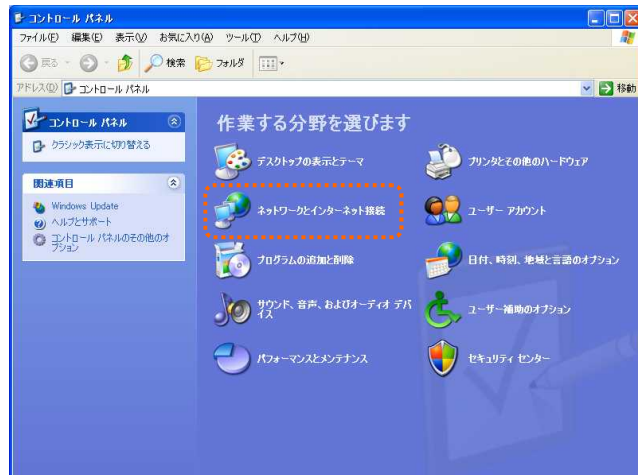 コントロール パネル
ファイル(F) 編集(E) 表示(V) お気に入り(A) ツール(T) ヘルプ(H)
戻る 検索 フォルダ
アドレス(D) コントロール パネル 移動
コントロール パネル
クラシック表示に切り替える
関連項目
Windows Update
ヘルプとサポート
コントロール パネルのその他のオ
プション
作業する分野を選びます
デスクトップの表示とテーマ
プリンタとその他のハードウェア
ネットワークとインターネット接続
ユーザー アカウント
プログラムの追加と削除
日付、時刻、地域と言語のオプション
サウンド、音声、およびオーディオ デバ
イス
ユーザー補助のオプション
パフォーマンスとメンテナンス
セキュリティ センター